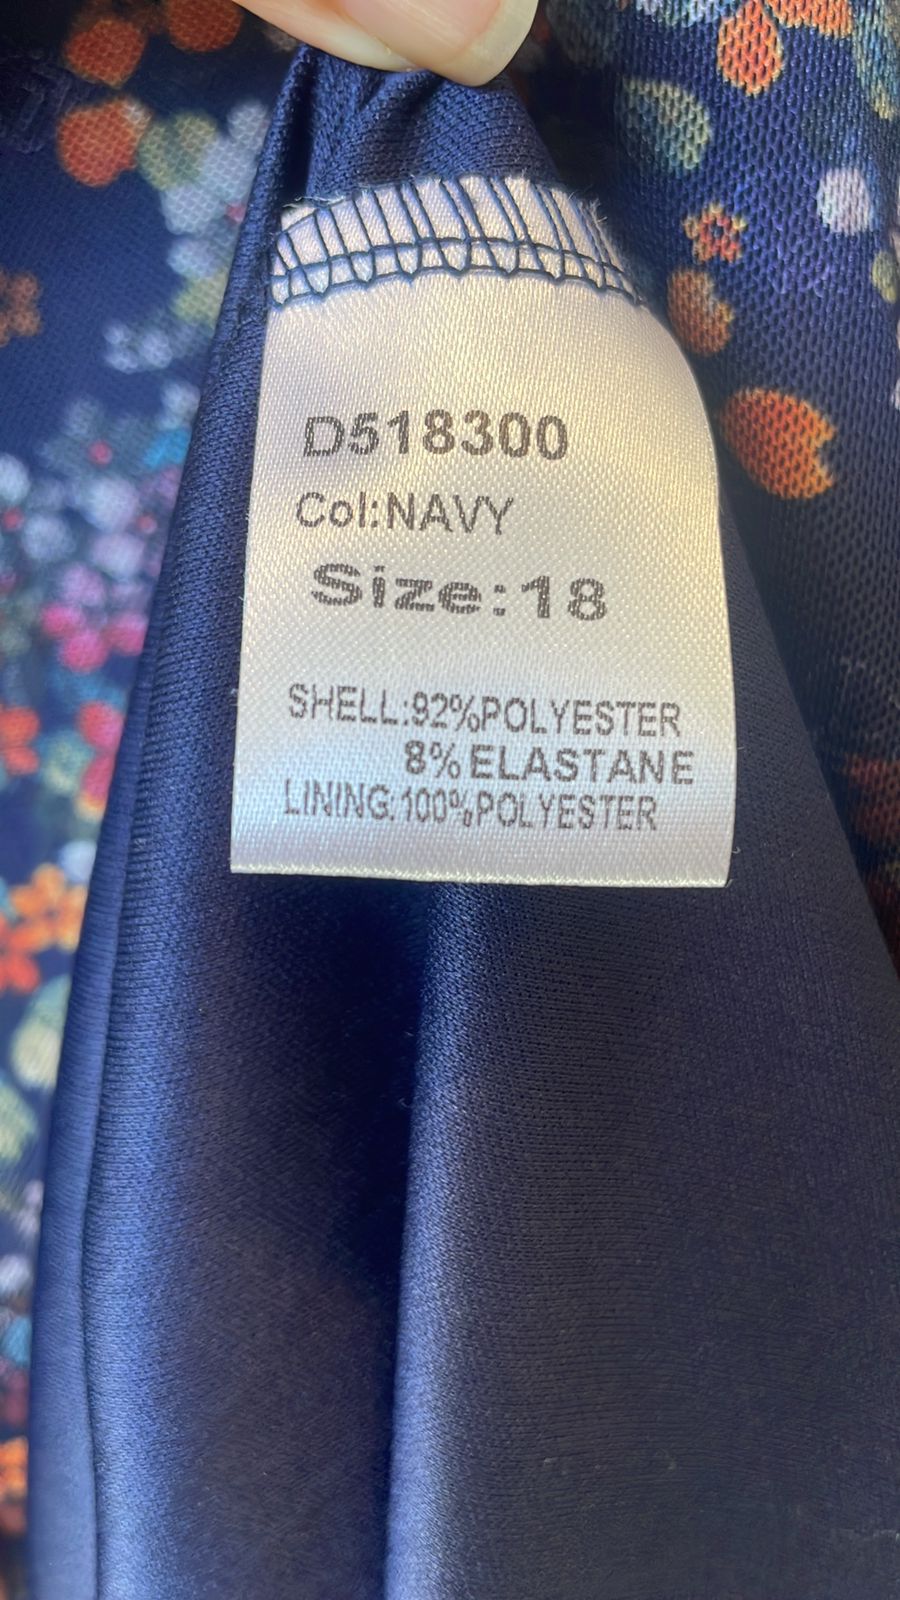 D518300
Col:NAVY
Size:18
SHELL:92%POLYESTER
8%ELASTANE
LINING:100%POLYESTER